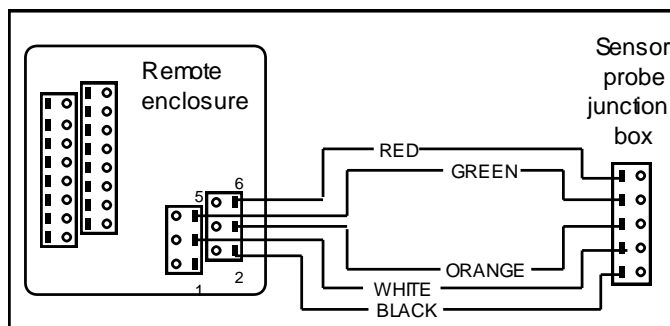 Remote
enclosure
Sensor
probe
junction
box
RED
GREEN
5
6
ORANGE
WHITE
1
2
BLACK